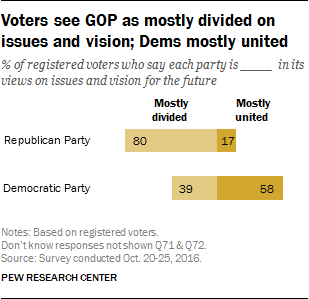 Voters see GOP as mostly divided on
issues and vision; Dems mostly united
% of registered voters who say each party is ____ in its
views on issues and vision for the future
Mostly divided Mostly united
Republican Party 80 17
Democratic Party 39 58
Notes: Based on registered voters.
Don't know responses not shown Q71 & Q72.
Source: Survey conducted Oct. 20-25, 2016.
PEW RESEARCH CENTER